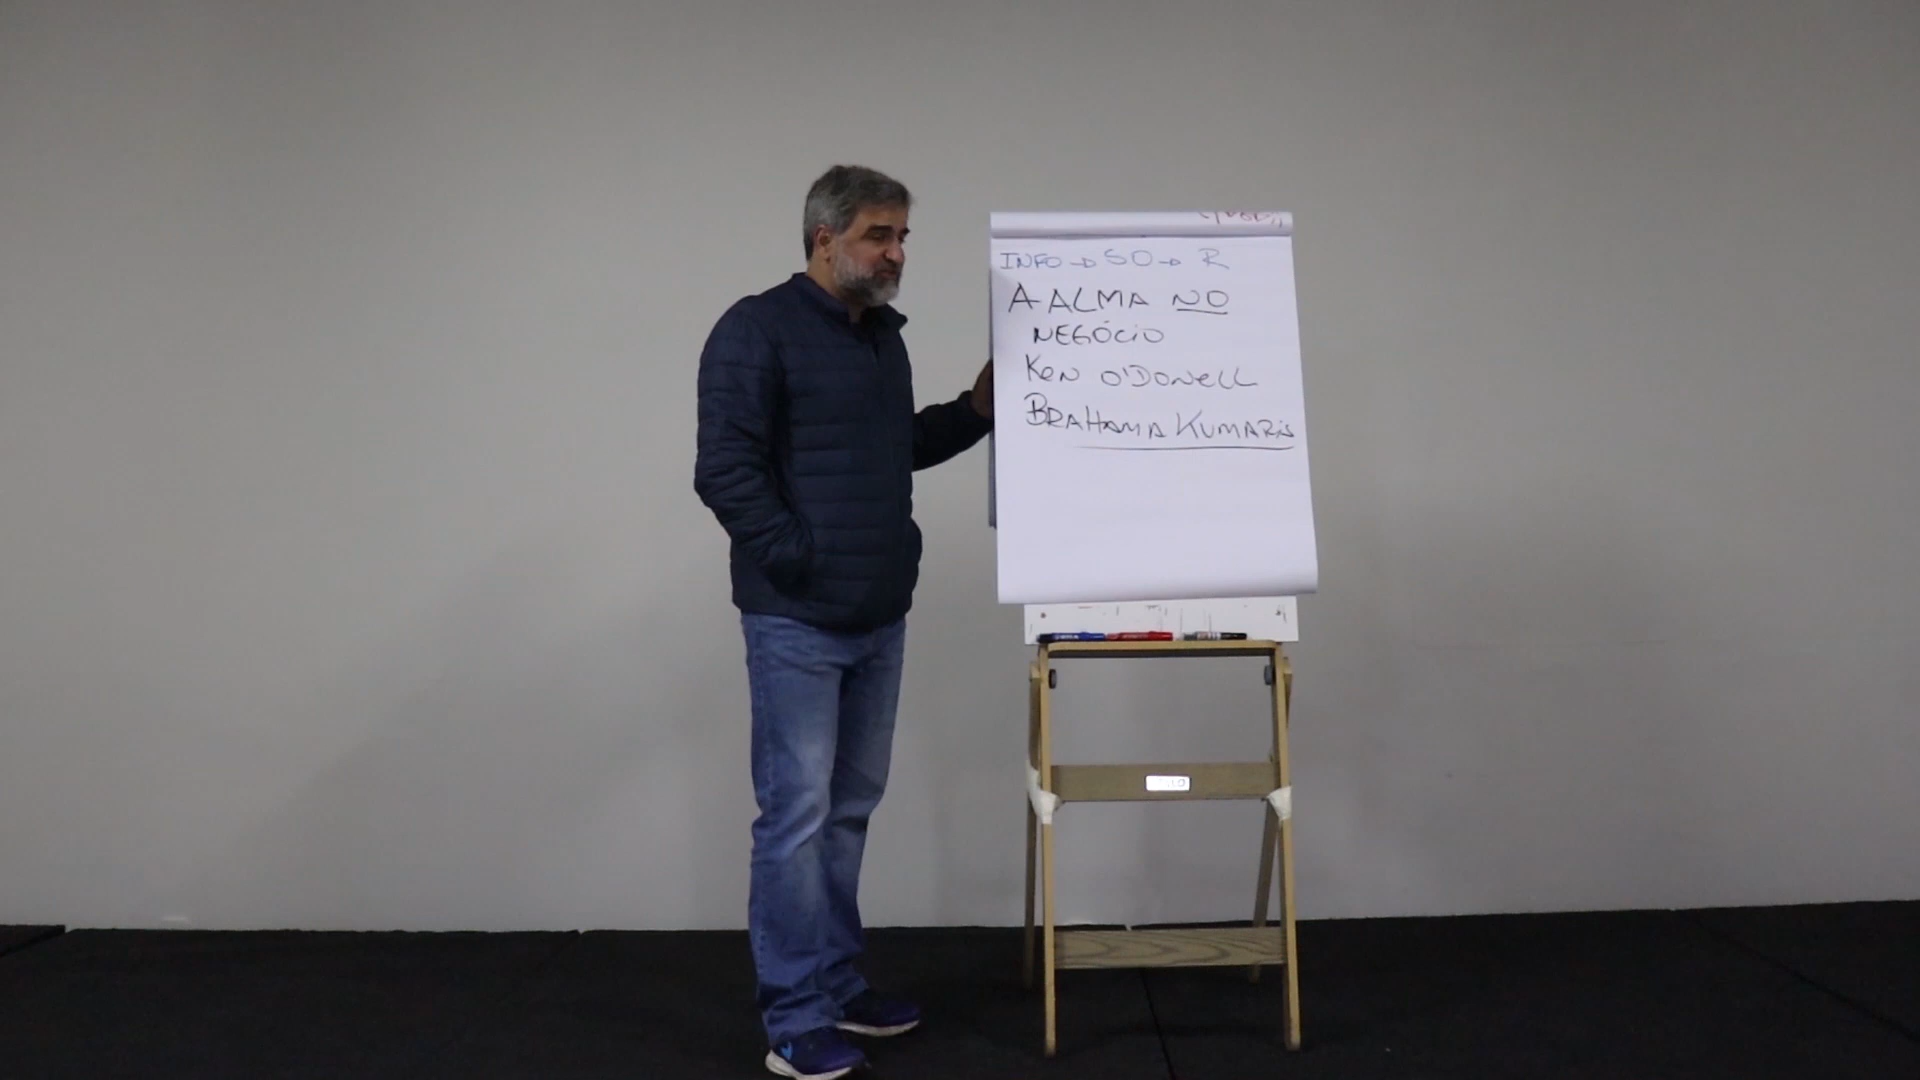 INFO → SO → R
A ALMA NO
NEGÓCIO
Ken O'DONELL
BRAHAMA KUMARIS